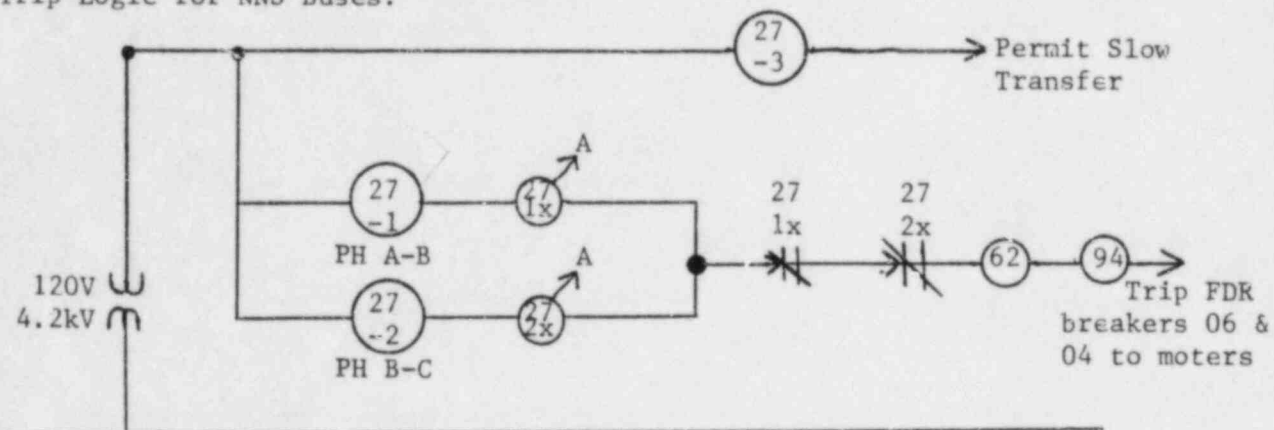 Trip Logic for NNS Buses:
27
-3
Permit Slow
Transfer
A
27
-1
27
1x
PH A-B
27
1x
27
2x
A
62
94
120V
4.2kV
27
-2
27
2x
PH B-C
Trip FDR
breakers 06 &
04 to moters